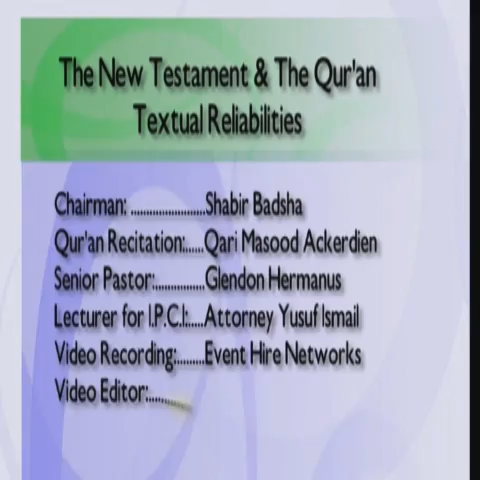 The New Testament & The Qur'an
Textual Reliabilities
Chairman: .......................Shabir Badsha
Qur'an Recitation:.....Qari Masood Ackerdien
Senior Pastor:...............Glendon Hermanus
Lecturer for I.P.C.I:.....Attorney Yusuf Ismail
Video Recording:........Event Hire Networks
Video Editor:......